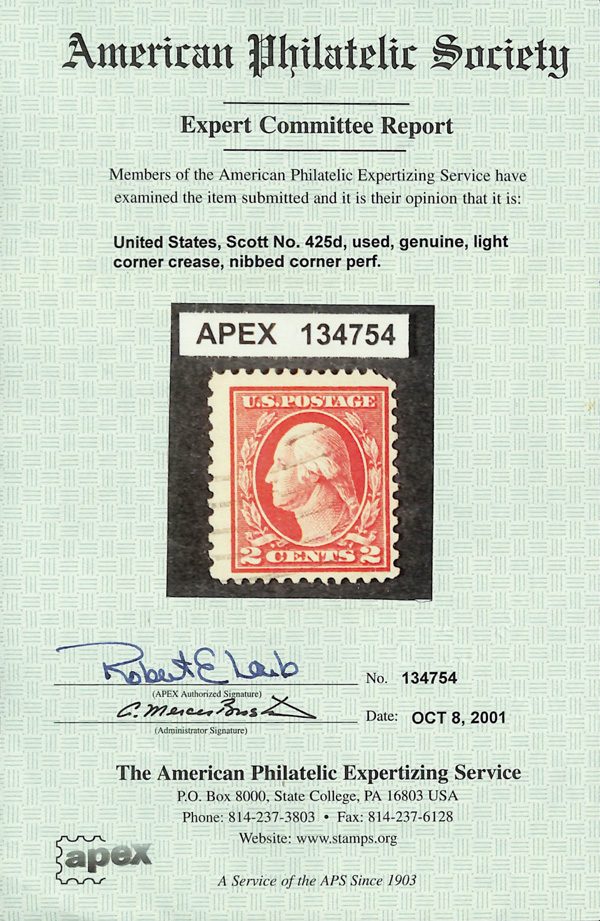 American Philatelic Society
Expert Committee Report
Members of the American Philatelic Expertizing Service have
examined the item submitted and it is their opinion that it is:
United States, Scott No. 425d, used, genuine, light
corner crease, nibbed corner perf.
APEX 134754
U.S. POSTAGE
2 CENTS 2
Robert E
No. 134754
(APEX Authorized Signature)
Date: OCT 8, 2001
(Administrator Signature)
The American Philatelic Expertizing Service
P.O. Box 8000, State College, PA 16803 USA
Phone: 814-237-3803 • Fax: 814-237-6128
Website: www.stamps.org
apex
A Service of the APS Since 1903